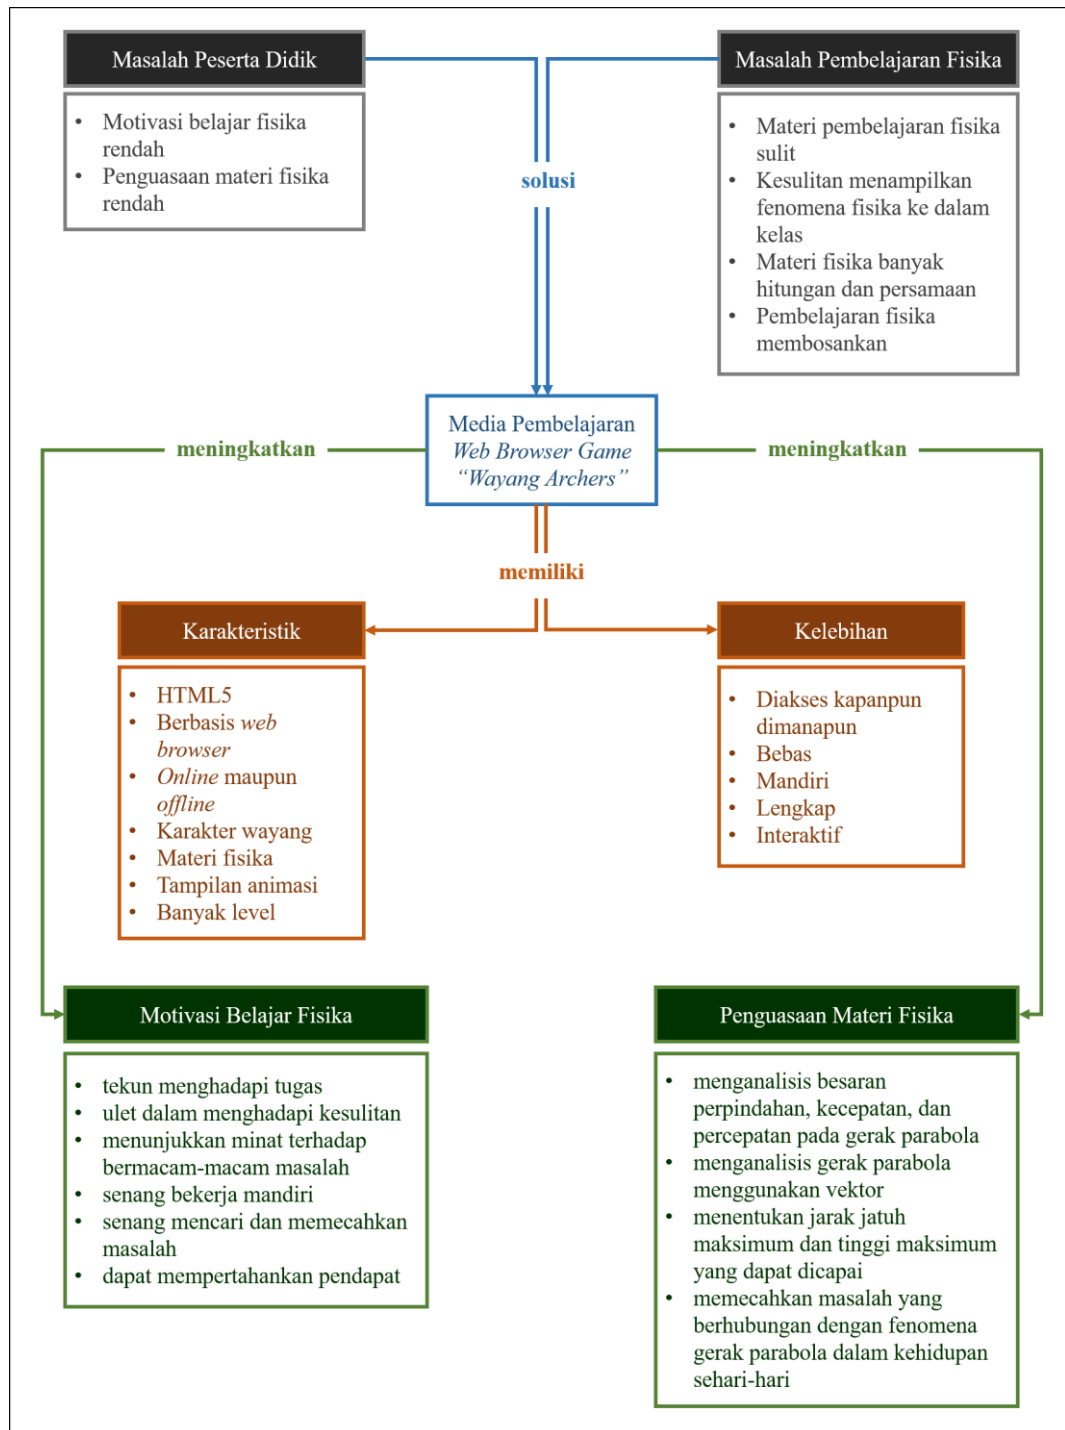 Masalah Peserta Didik
• Motivasi belajar fisika
rendah
• Penguasaan materi fisika
rendah
Masalah Pembelajaran Fisika
• Materi pembelajaran fisika
sulit
• Kesulitan menampilkan
fenomena fisika ke dalam
kelas
• Materi fisika banyak
hitungan dan persamaan
• Pembelajaran fisika
membosankan
solusi
Media Pembelajaran
Web Browser Game
“Wayang Archers”
meningkatkan
meningkatkan
memiliki
Karakteristik
• HTML5
• Berbasis web
browser
• Online maupun
offline
• Karakter wayang
• Materi fisika
• Tampilan animasi
• Banyak level
Kelebihan
• Diakses kapanpun
dimanapun
• Bebas
• Mandiri
• Lengkap
• Interaktif
Motivasi Belajar Fisika
• tekun menghadapi tugas
• ulet dalam menghadapi kesulitan
• menunjukkan minat terhadap
bermacam-macam masalah
• senang bekerja mandiri
• senang mencari dan memecahkan
masalah
• dapat mempertahankan pendapat
Penguasaan Materi Fisika
• menganalisis besaran
perpindahan, kecepatan, dan
percepatan pada gerak parabola
• menganalisis gerak parabola
menggunakan vektor
• menentukan jarak jatuh
maksimum dan tinggi maksimum
yang dapat dicapai
• memecahkan masalah yang
berhubungan dengan fenomena
gerak parabola dalam kehidupan
sehari-hari